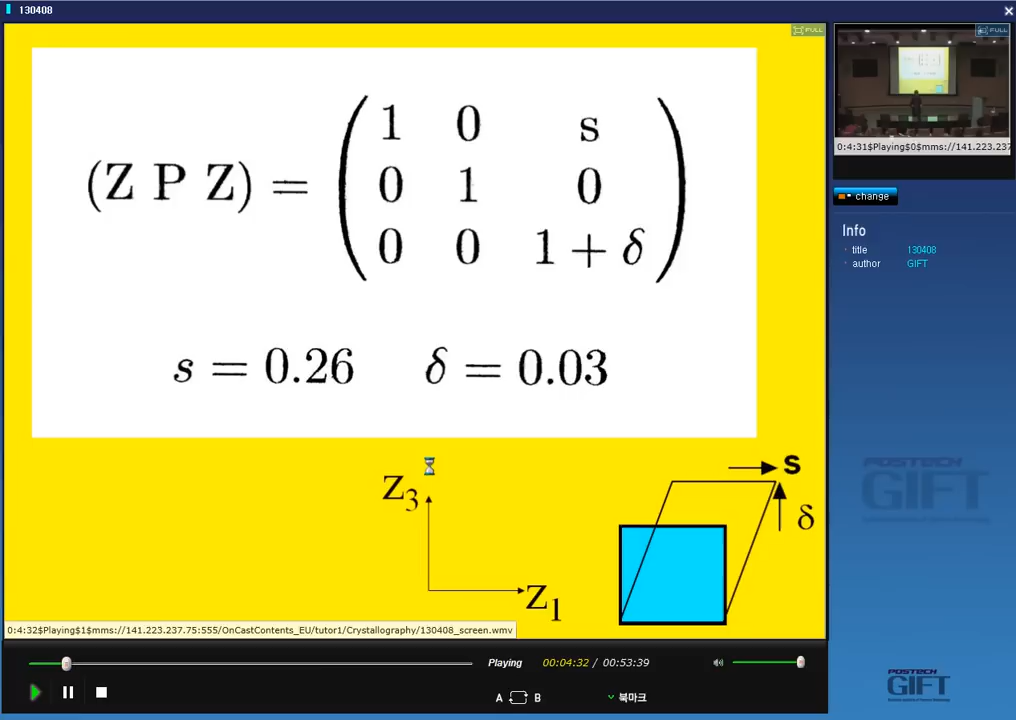 130408
FULL
FULL
(Z P Z) = ( 1 0 s
0 1 0
0 0 1 + δ )
s = 0.26 δ = 0.03
s
δ
Z3
Z1
0:4:32$Playing$1$mms://141.223.237.75:555/OnCastContents_EU/tutor1/Crystallography/130408_screen.wmv
0:4:31$Playing$0$mms://141.223.237
change
Info
title 130408
author GIFT
POSTECH
GIFT
Playing 00:04:32 / 00:53:39
A B 북마크
POSTECH
GIFT